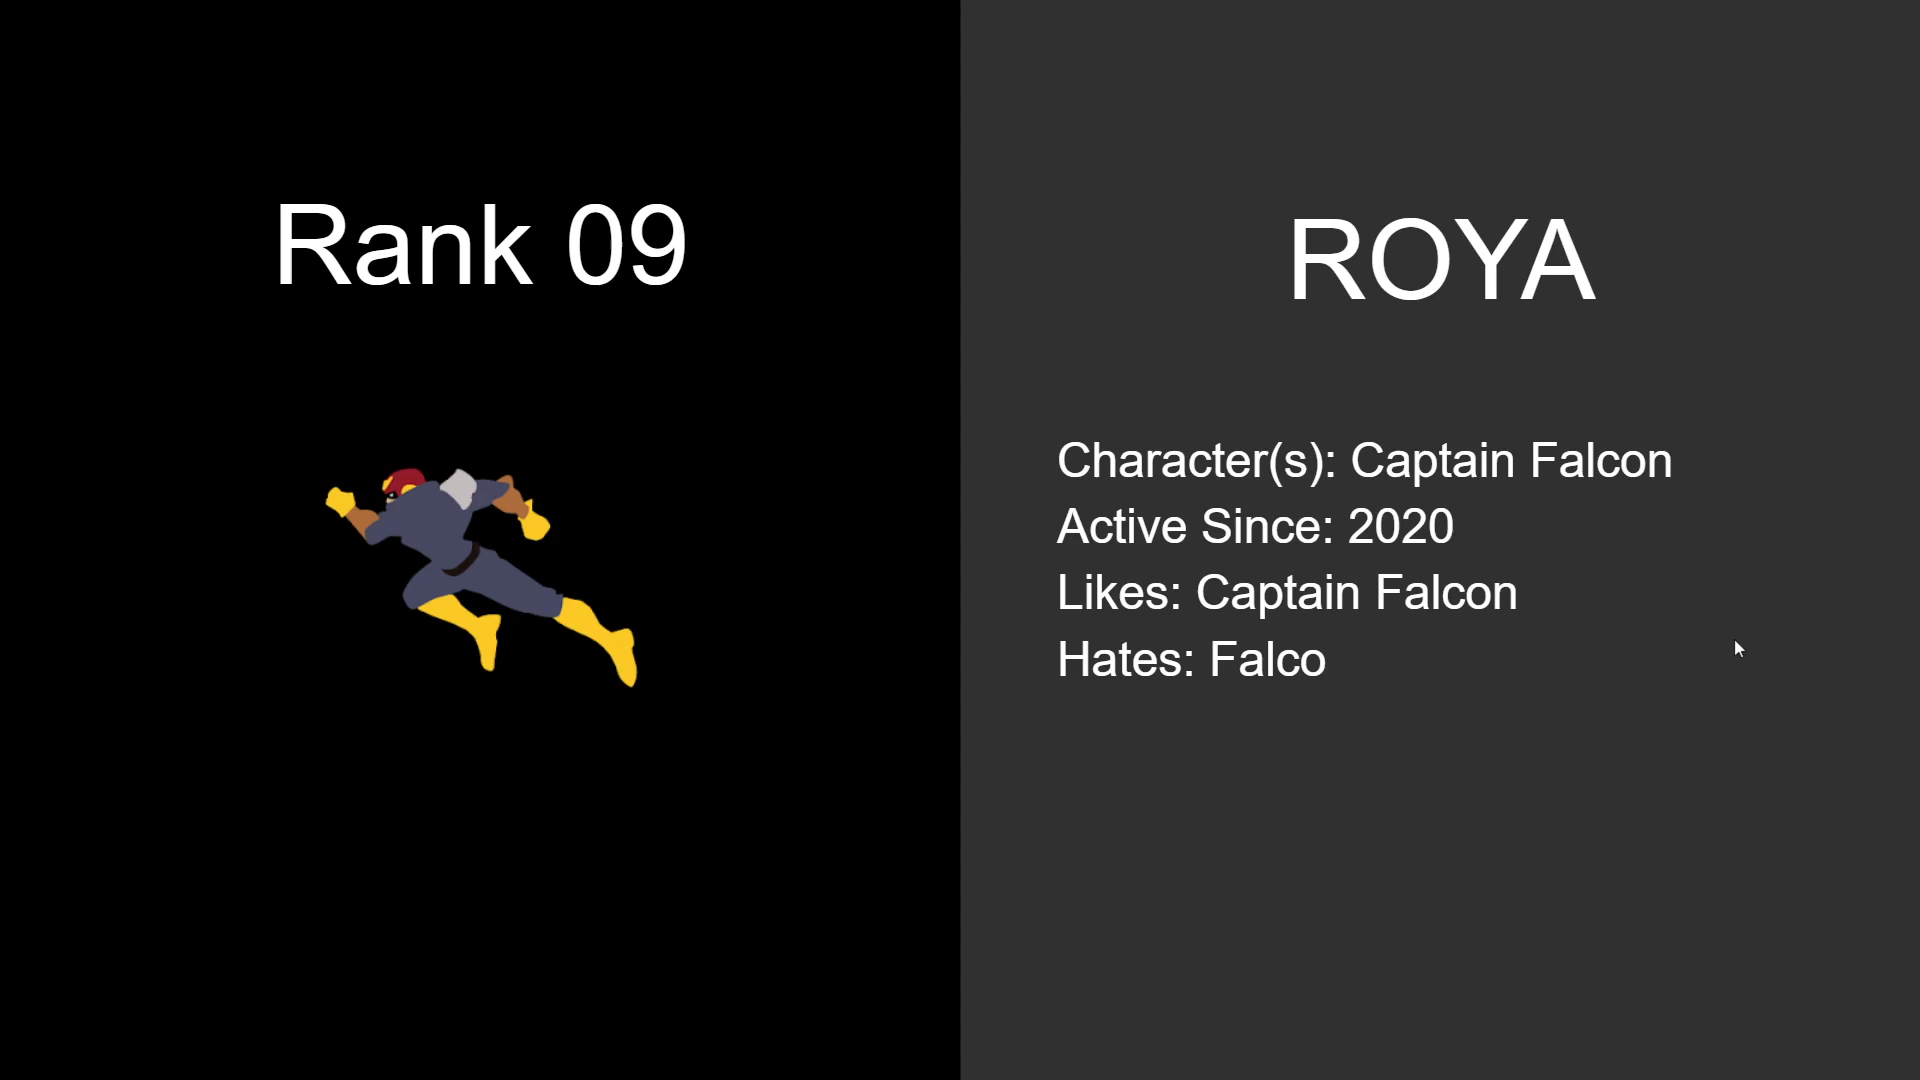 Rank 09
ROYA
Character(s): Captain Falcon
Active Since: 2020
Likes: Captain Falcon
Hates: Falco